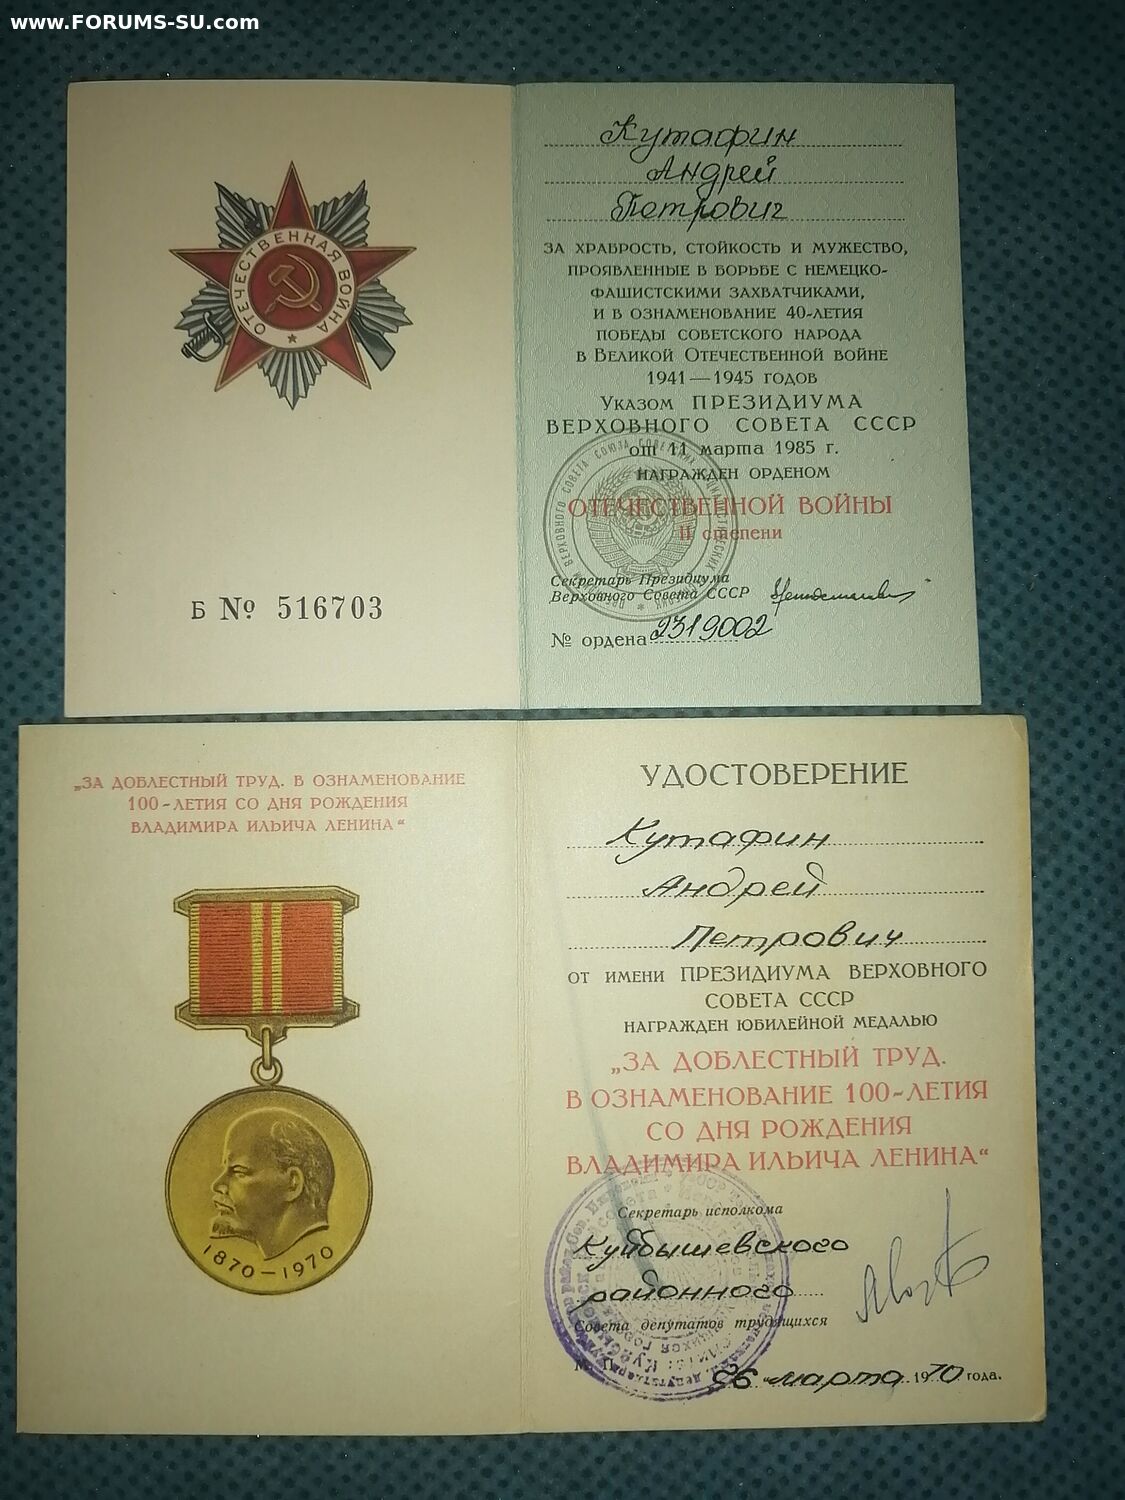 www.FORUMS-SU.com
ОТЕЧЕСТВЕННАЯ ВОЙНА
Б № 516703
Кутафин
Андрей
Петрович
ЗА ХРАБРОСТЬ, СТОЙКОСТЬ И МУЖЕСТВО,
ПРОЯВЛЕННЫЕ В БОРЬБЕ С НЕМЕЦКО-
ФАШИСТСКИМИ ЗАХВАТЧИКАМИ,
И В ОЗНАМЕНОВАНИЕ 40-ЛЕТИЯ
ПОБЕДЫ СОВЕТСКОГО НАРОДА
В ВЕЛИКОЙ ОТЕЧЕСТВЕННОЙ ВОЙНЕ
1941—1945 ГОДОВ
УКАЗОМ ПРЕЗИДИУМА
ВЕРХОВНОГО СОВЕТА СССР
от 11 марта 1985 г.
НАГРАЖДЕН ОРДЕНОМ
ОТЕЧЕСТВЕННОЙ ВОЙНЫ
II степени
Секретарь Президиума
Верховного Совета СССР
№ ордена 2319002
„ЗА ДОБЛЕСТНЫЙ ТРУД. В ОЗНАМЕНОВАНИЕ
100-ЛЕТИЯ СО ДНЯ РОЖДЕНИЯ
ВЛАДИМИРА ИЛЬИЧА ЛЕНИНА“
1870—1970
УДОСТОВЕРЕНИЕ
Кутафин
Андрей
Петрович
ОТ ИМЕНИ ПРЕЗИДИУМА ВЕРХОВНОГО
СОВЕТА СССР
НАГРАЖДЕН ЮБИЛЕЙНОЙ МЕДАЛЬЮ
„ЗА ДОБЛЕСТНЫЙ ТРУД.
В ОЗНАМЕНОВАНИЕ 100-ЛЕТИЯ
СО ДНЯ РОЖДЕНИЯ
ВЛАДИМИРА ИЛЬИЧА ЛЕНИНА“
Секретарь исполкома
Куйбышевского
районного
Совета депутатов трудящихся
М. П. 26 марта 1970 года.